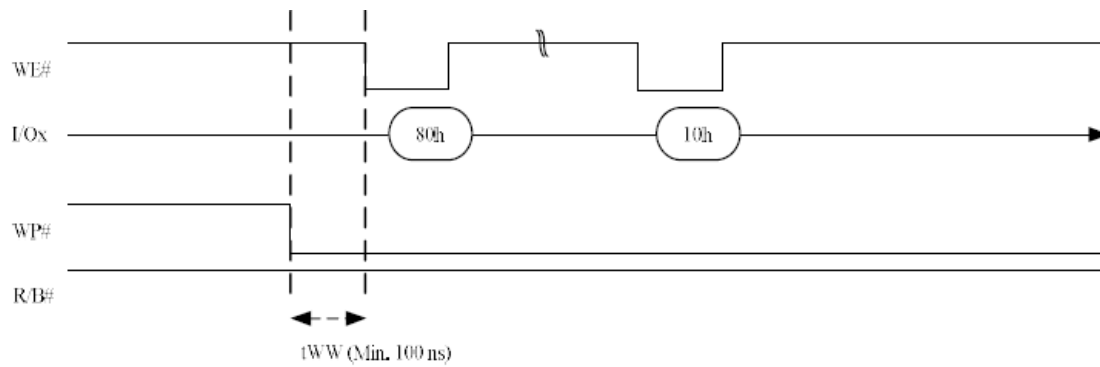 WE#
80h
10h
I/Ox
WP#
R/B#
tWW (Min. 100 ns)